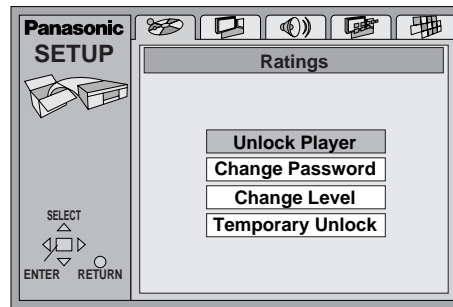 Panasonic
SETUP
Ratings
Unlock Player
Change Password
Change Level
Temporary Unlock
SELECT
ENTER RETURN